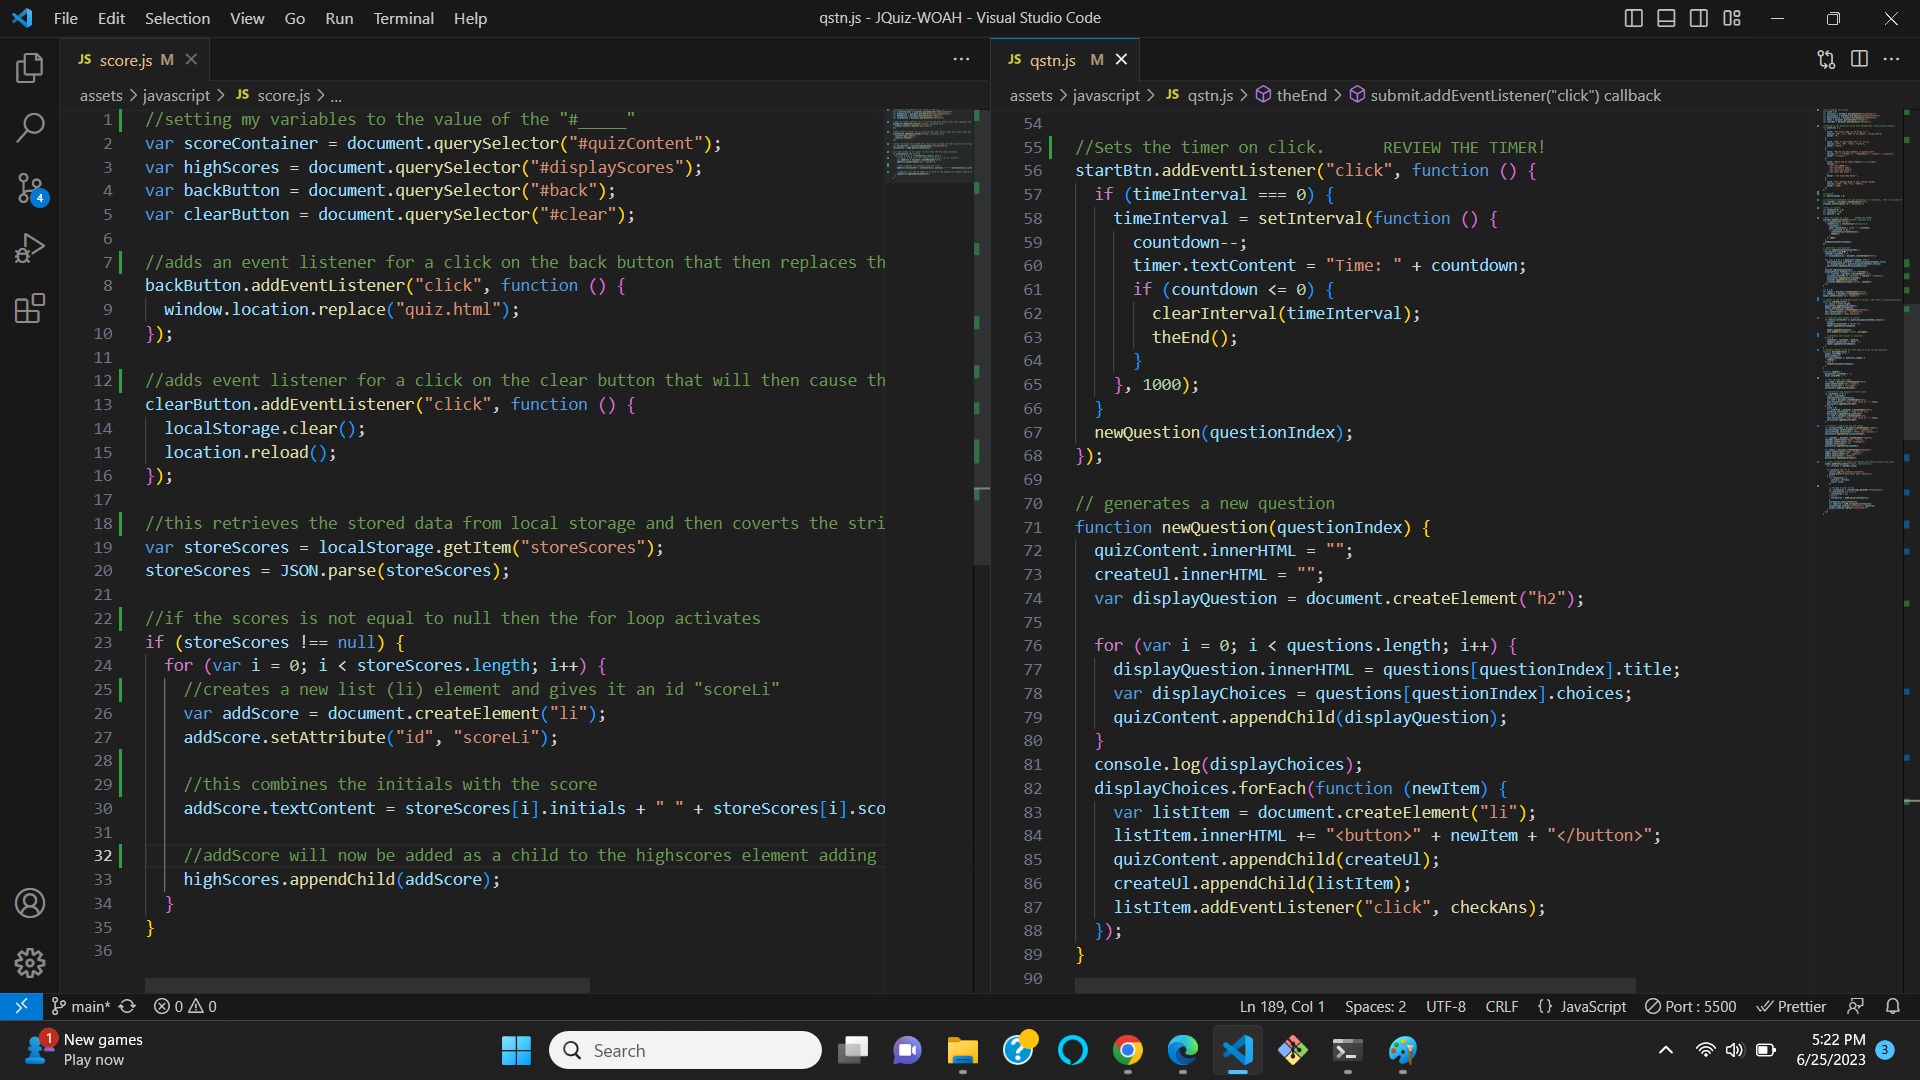 File Edit Selection View Go Run Terminal Help
qstn.js - JQuiz-WOAH - Visual Studio Code
JS score.js M
assets > javascript > JS score.js > ...
1 //setting my variables to the value of the "#_____"
2 var scoreContainer = document.querySelector("#quizContent");
3 var highScores = document.querySelector("#displayScores");
4 var backButton = document.querySelector("#back");
5 var clearButton = document.querySelector("#clear");
6
7 //adds an event listener for a click on the back button that then replaces th
8 backButton.addEventListener("click", function () {
9 window.location.replace("quiz.html");
10 });
11
12 //adds event listener for a click on the clear button that will then cause th
13 clearButton.addEventListener("click", function () {
14 localStorage.clear();
15 location.reload();
16 });
17
18 //this retrieves the stored data from local storage and then coverts the stri
19 var storeScores = localStorage.getItem("storeScores");
20 storeScores = JSON.parse(storeScores);
21
22 //if the scores is not equal to null then the for loop activates
23 if (storeScores !== null) {
24 for (var i = 0; i < storeScores.length; i++) {
25 //creates a new list (li) element and gives it an id "scoreLi"
26 var addScore = document.createElement("li");
27 addScore.setAttribute("id", "scoreLi");
28
29 //this combines the initials with the score
30 addScore.textContent = storeScores[i].initials + " " + storeScores[i].sco
31
32 //addScore will now be added as a child to the highscores element adding
33 highScores.appendChild(addScore);
34 }
35 }
36
JS qstn.js M
assets > javascript > JS qstn.js > theEnd > submit.addEventListener("click") callback
54
55 //Sets the timer on click. REVIEW THE TIMER!
56 startBtn.addEventListener("click", function () {
57 if (timeInterval === 0) {
58 timeInterval = setInterval(function () {
59 countdown--;
60 timer.textContent = "Time: " + countdown;
61 if (countdown <= 0) {
62 clearInterval(timeInterval);
63 theEnd();
64 }
65 }, 1000);
66 }
67 newQuestion(questionIndex);
68 });
69
70 // generates a new question
71 function newQuestion(questionIndex) {
72 quizContent.innerHTML = "";
73 createUl.innerHTML = "";
74 var displayQuestion = document.createElement("h2");
75
76 for (var i = 0; i < questions.length; i++) {
77 displayQuestion.innerHTML = questions[questionIndex].title;
78 var displayChoices = questions[questionIndex].choices;
79 quizContent.appendChild(displayQuestion);
80 }
81 console.log(displayChoices);
82 displayChoices.forEach(function (newItem) {
83 var listItem = document.createElement("li");
84 listItem.innerHTML += "<button>" + newItem + "</button>";
85 quizContent.appendChild(createUl);
86 createUl.appendChild(listItem);
87 listItem.addEventListener("click", checkAns);
88 });
89 }
90
4
main* 0 0
Ln 189, Col 1 Spaces: 2 UTF-8 CRLF {} JavaScript Port : 5500 Prettier
1 New games
Play now
Search
5:22 PM
6/25/2023 3